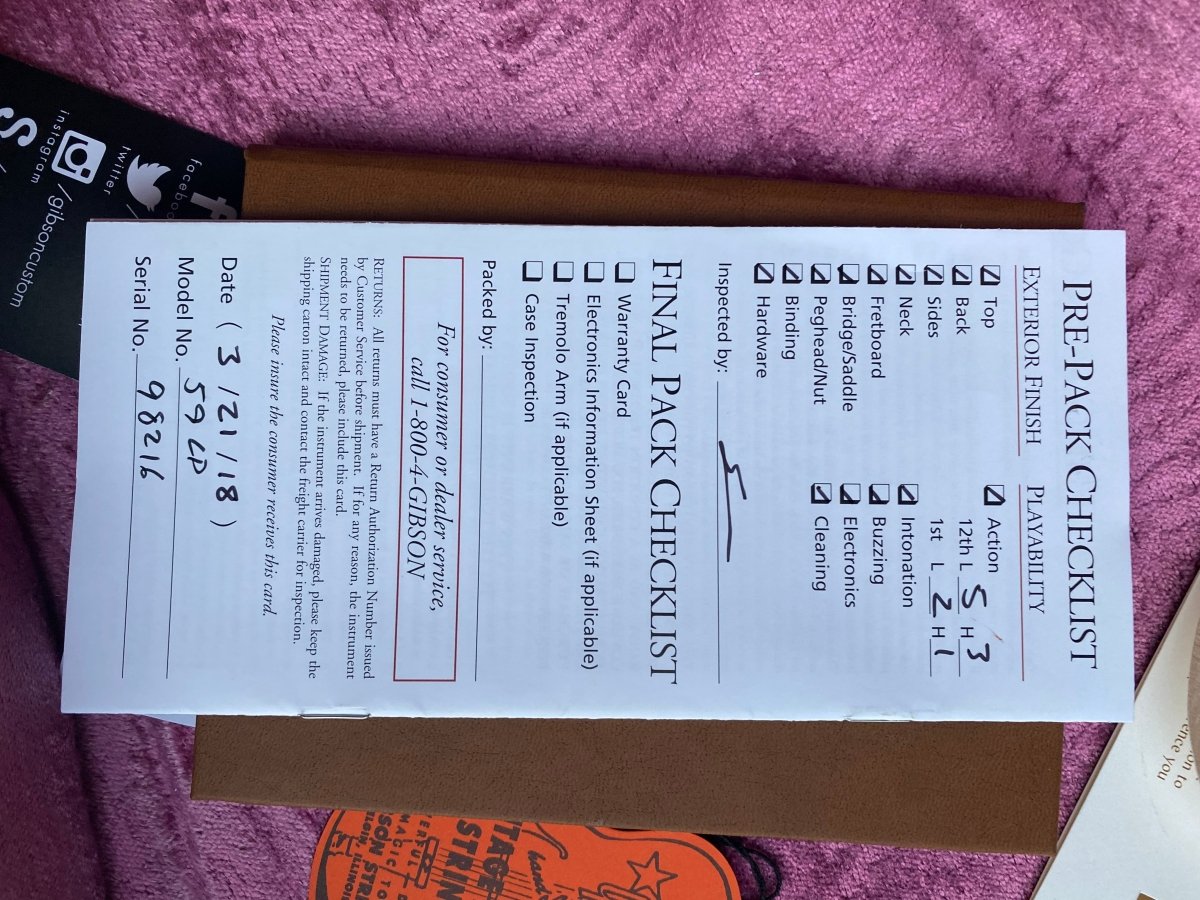 PRE-PACK CHECKLIST
EXTERIOR FINISH
Top
Back
Sides
Neck
Fretboard
Bridge/Saddle
Peghead/Nut
Binding
Hardware
PLAYABILITY
Action
12th L 5 H 3
1st L 2 H 1
Intonation
Buzzing
Electronics
Cleaning
Inspected by:
FINAL PACK CHECKLIST
Warranty Card
Electronics Information Sheet (if applicable)
Tremolo Arm (if applicable)
Case Inspection
Packed by:
For consumer or dealer service,
call 1-800-4-GIBSON
RETURNS: All returns must have a Return Authorization Number issued
by Customer Service before shipment. If for any reason, the instrument
needs to be returned, please include this card.
SHIPMENT DAMAGE: If the instrument arrives damaged, please keep the
shipping carton intact and contact the freight carrier for inspection.
Please insure the consumer receives this card.
Date ( 3 / 21 / 18 )
Model No. 59 LP
Serial No. 98216
twitter
instagram
/gibsoncustom
on to
ence you